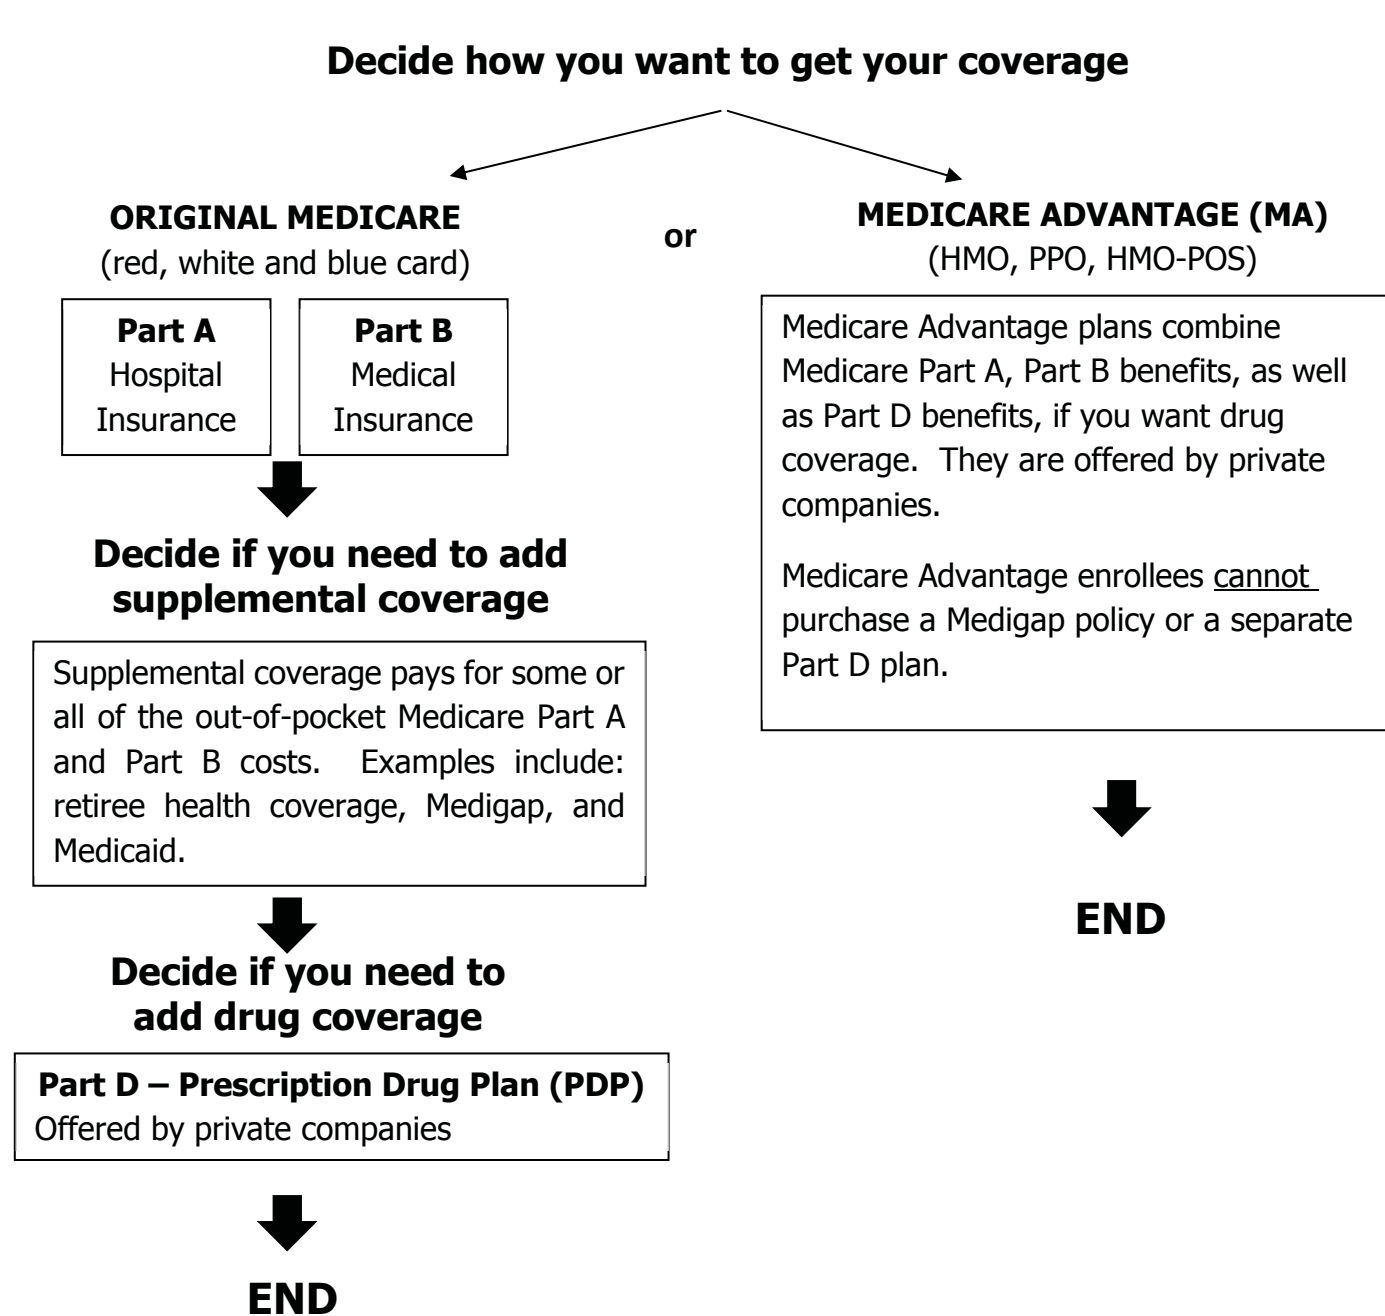 Decide how you want to get your coverage
ORIGINAL MEDICARE
(red, white and blue card)
Part A
Hospital
Insurance
Part B
Medical
Insurance
Decide if you need to add
supplemental coverage
Supplemental coverage pays for some or
all of the out-of-pocket Medicare Part A
and Part B costs. Examples include:
retiree health coverage, Medigap, and
Medicaid.
Decide if you need to
add drug coverage
Part D – Prescription Drug Plan (PDP)
Offered by private companies
END
or
MEDICARE ADVANTAGE (MA)
(HMO, PPO, HMO-POS)
Medicare Advantage plans combine
Medicare Part A, Part B benefits, as well
as Part D benefits, if you want drug
coverage. They are offered by private
companies.
Medicare Advantage enrollees cannot
purchase a Medigap policy or a separate
Part D plan.
END